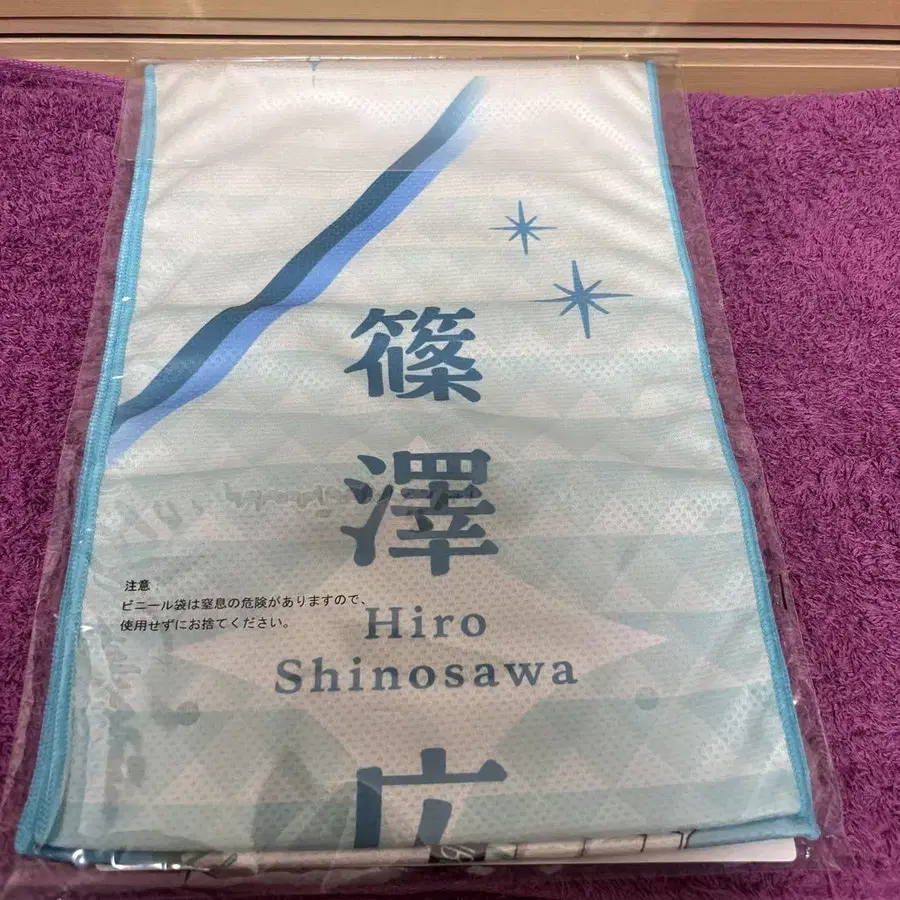 篠
澤
注意:
ビニール袋は窒息の危険がありますので、
使用せずにお捨てください。
Hiro
Shinosawa
広